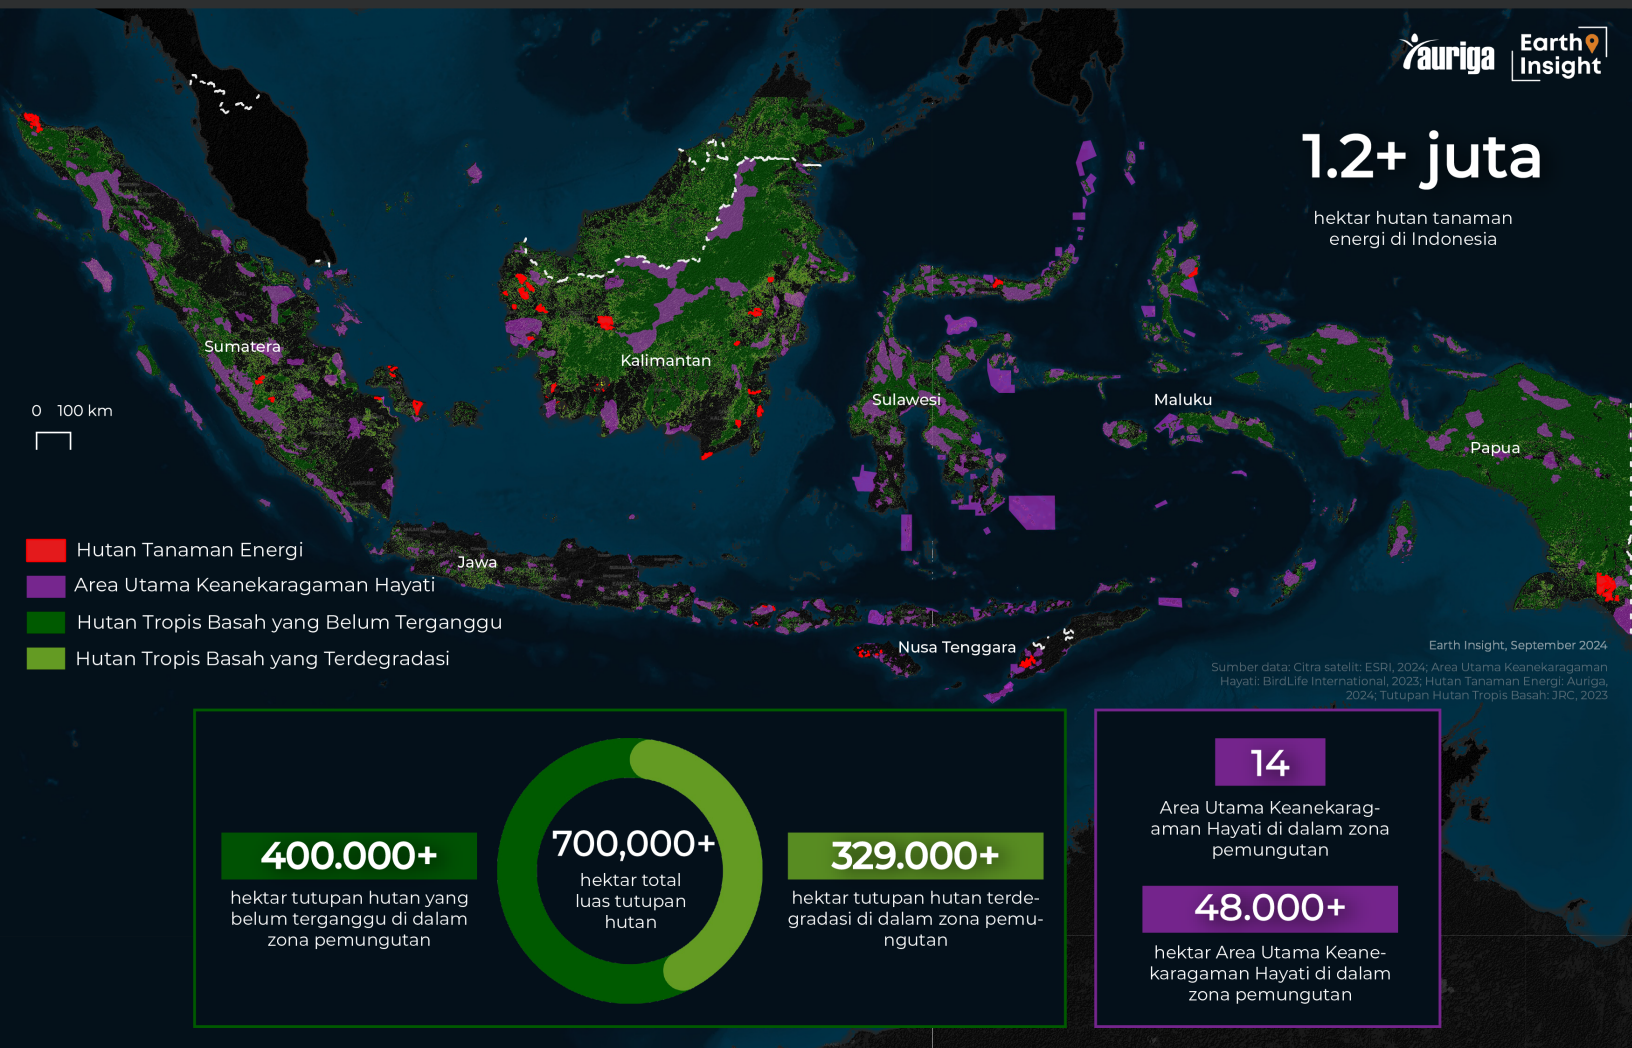 auriga
Earth
Insight
1.2+ juta
hektar hutan tanaman
energi di Indonesia
Sumatera
Kalimantan
Sulawesi
Maluku
Papua
0 100 km
Hutan Tanaman Energi
Area Utama Keanekaragaman Hayati
Hutan Tropis Basah yang Belum Terganggu
Hutan Tropis Basah yang Terdegradasi
Jawa
Nusa Tenggara
Earth Insight, September 2024
Sumber data: Citra satelit: ESRI, 2024; Area Utama Keanekaragaman
Hayati: BirdLife International, 2023; Hutan Tanaman Energi: Auriga,
2024; Tutupan Hutan Tropis Basah: JRC, 2023
400.000+
hektar tutupan hutan yang
belum terganggu di dalam
zona pemungutan
700,000+
hektar total
luas tutupan
hutan
329.000+
hektar tutupan hutan terde-
gradasi di dalam zona pemu-
ngutan
14
Area Utama Keanekarag-
aman Hayati di dalam zona
pemungutan
48.000+
hektar Area Utama Keane-
karagaman Hayati di dalam
zona pemungutan